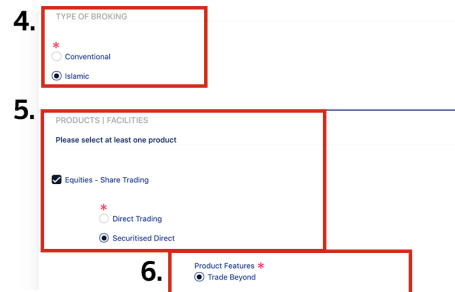 4.
TYPE OF BROKING
*
Conventional
Islamic
5.
PRODUCTS | FACILITIES
Please select at least one product
Equities - Share Trading
*
Direct Trading
Securitised Direct
6.
Product Features *
Trade Beyond